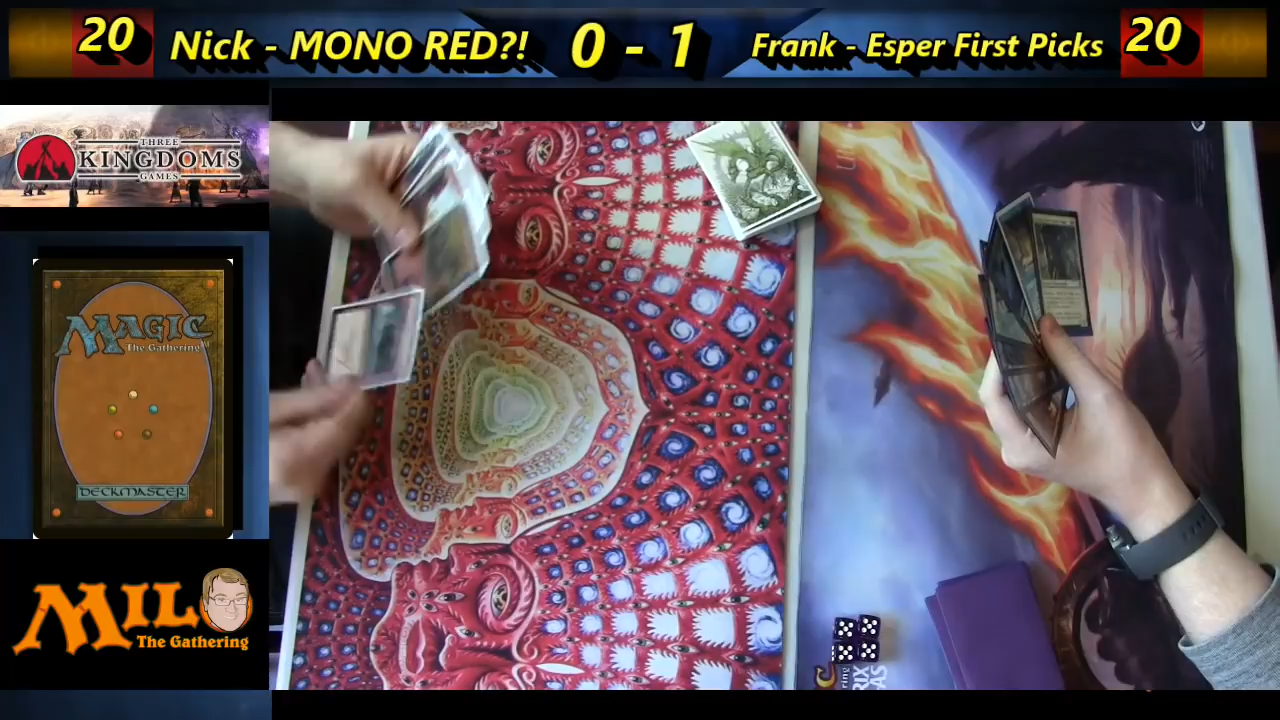 20 Nick - MONO RED?! 0 - 1 Frank - Esper First Picks 20
THREE
KINGDOMS
GAMES
MAGIC
The Gathering
DECKMASTER
MILO
The Gathering